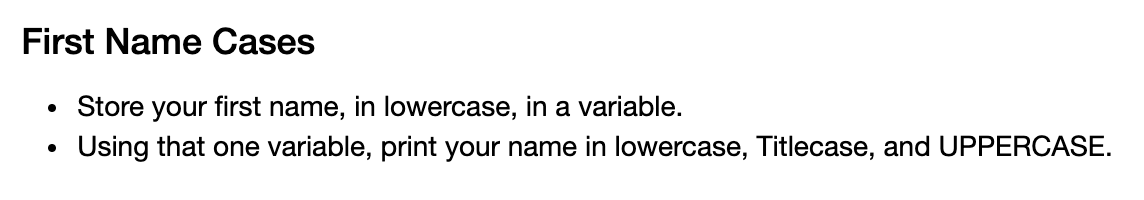 First Name Cases
• Store your first name, in lowercase, in a variable.
• Using that one variable, print your name in lowercase, Titlecase, and UPPERCASE.